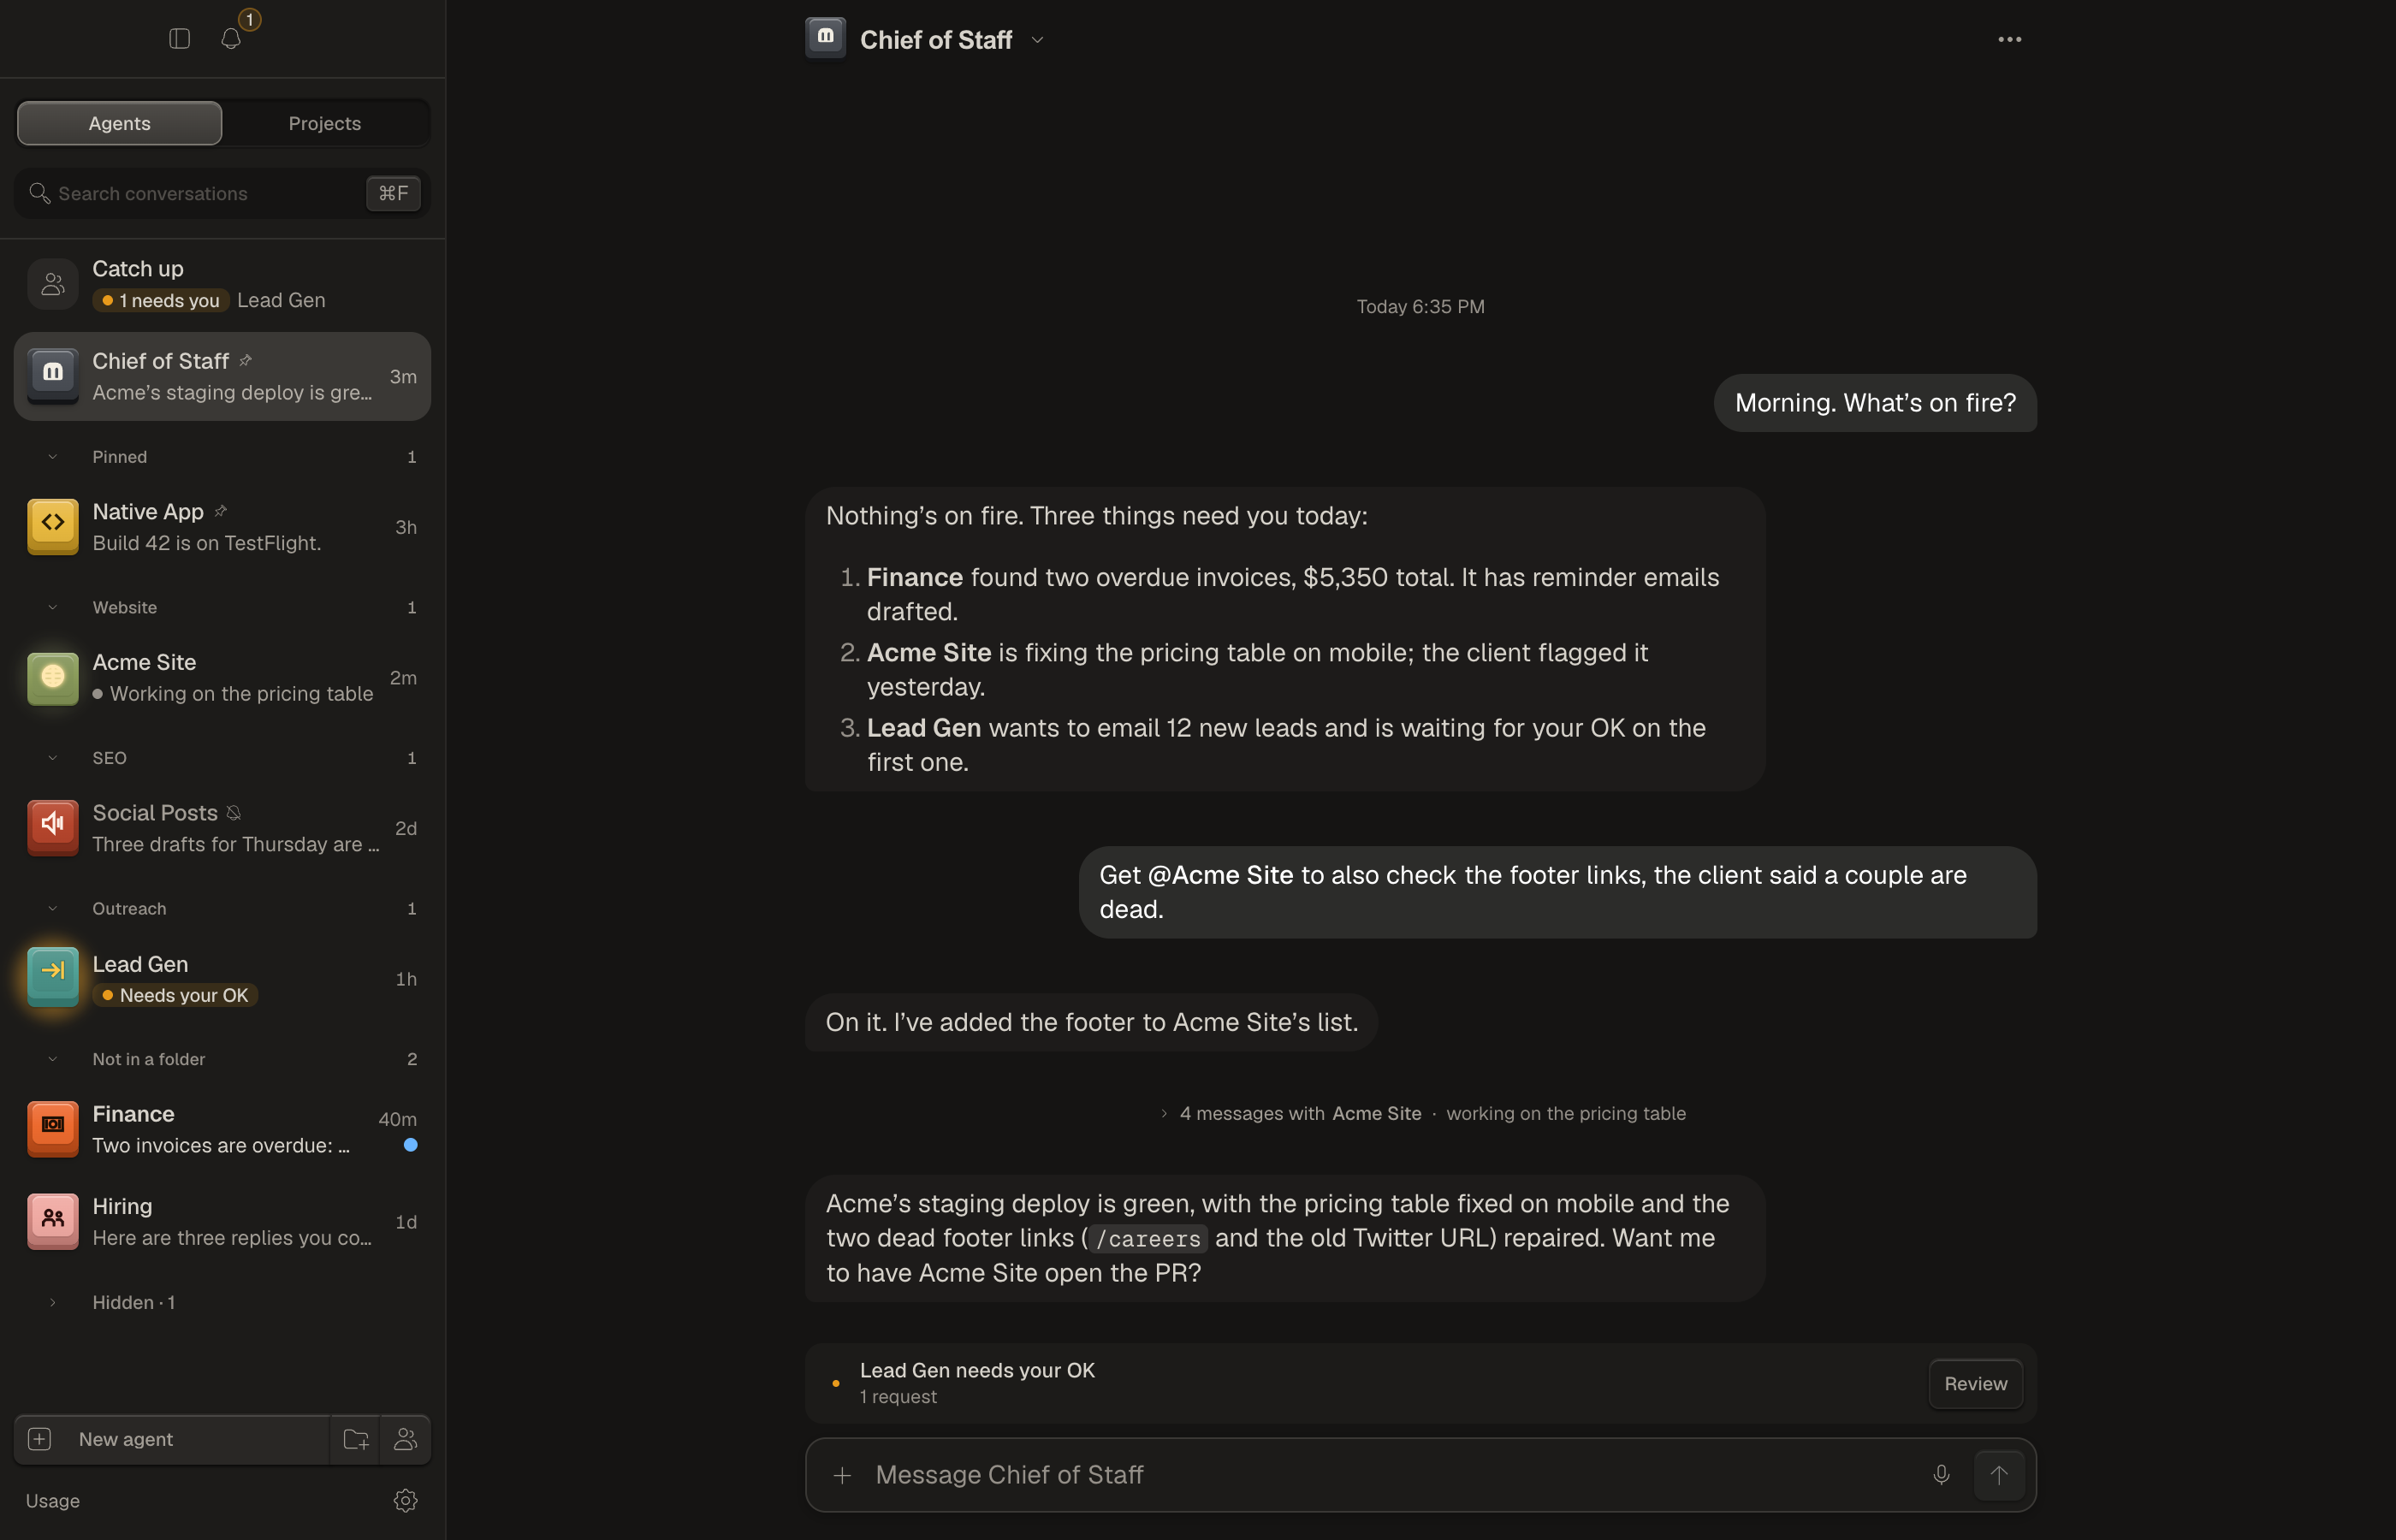 1
Agents
Projects
Search conversations
⌘F
Catch up
1 needs you Lead Gen
Chief of Staff
3m
Acme’s staging deploy is gre…
Pinned
1
Native App
3h
Build 42 is on TestFlight.
Website
1
Acme Site
2m
Working on the pricing table
SEO
1
Social Posts
2d
Three drafts for Thursday are …
Outreach
1
Lead Gen
1h
Needs your OK
Not in a folder
2
Finance
40m
Two invoices are overdue: …
Hiring
1d
Here are three replies you co…
Hidden · 1
New agent
Usage
Chief of Staff
Today 6:35 PM
Morning. What’s on fire?
Nothing’s on fire. Three things need you today:
1. Finance found two overdue invoices, $5,350 total. It has reminder emails
drafted.
2. Acme Site is fixing the pricing table on mobile; the client flagged it
yesterday.
3. Lead Gen wants to email 12 new leads and is waiting for your OK on the
first one.
Get @Acme Site to also check the footer links, the client said a couple are
dead.
On it. I’ve added the footer to Acme Site’s list.
4 messages with Acme Site · working on the pricing table
Acme’s staging deploy is green, with the pricing table fixed on mobile and the
two dead footer links (/careers and the old Twitter URL) repaired. Want me
to have Acme Site open the PR?
Lead Gen needs your OK
1 request
Review
Message Chief of Staff